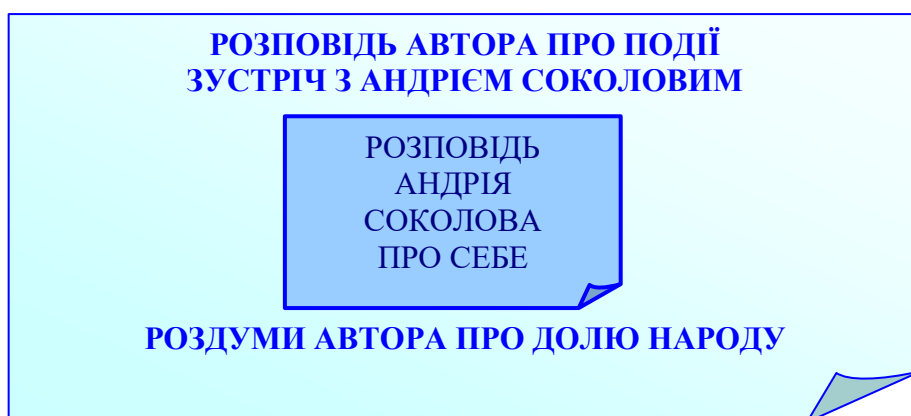 РОЗПОВІДЬ АВТОРА ПРО ПОДІЇ
ЗУСТРІЧ З АНДРІЄМ СОКОЛОВИМ
РОЗПОВІДЬ
АНДРІЯ
СОКОЛОВА
ПРО СЕБЕ
РОЗДУМИ АВТОРА ПРО ДОЛЮ НАРОДУ